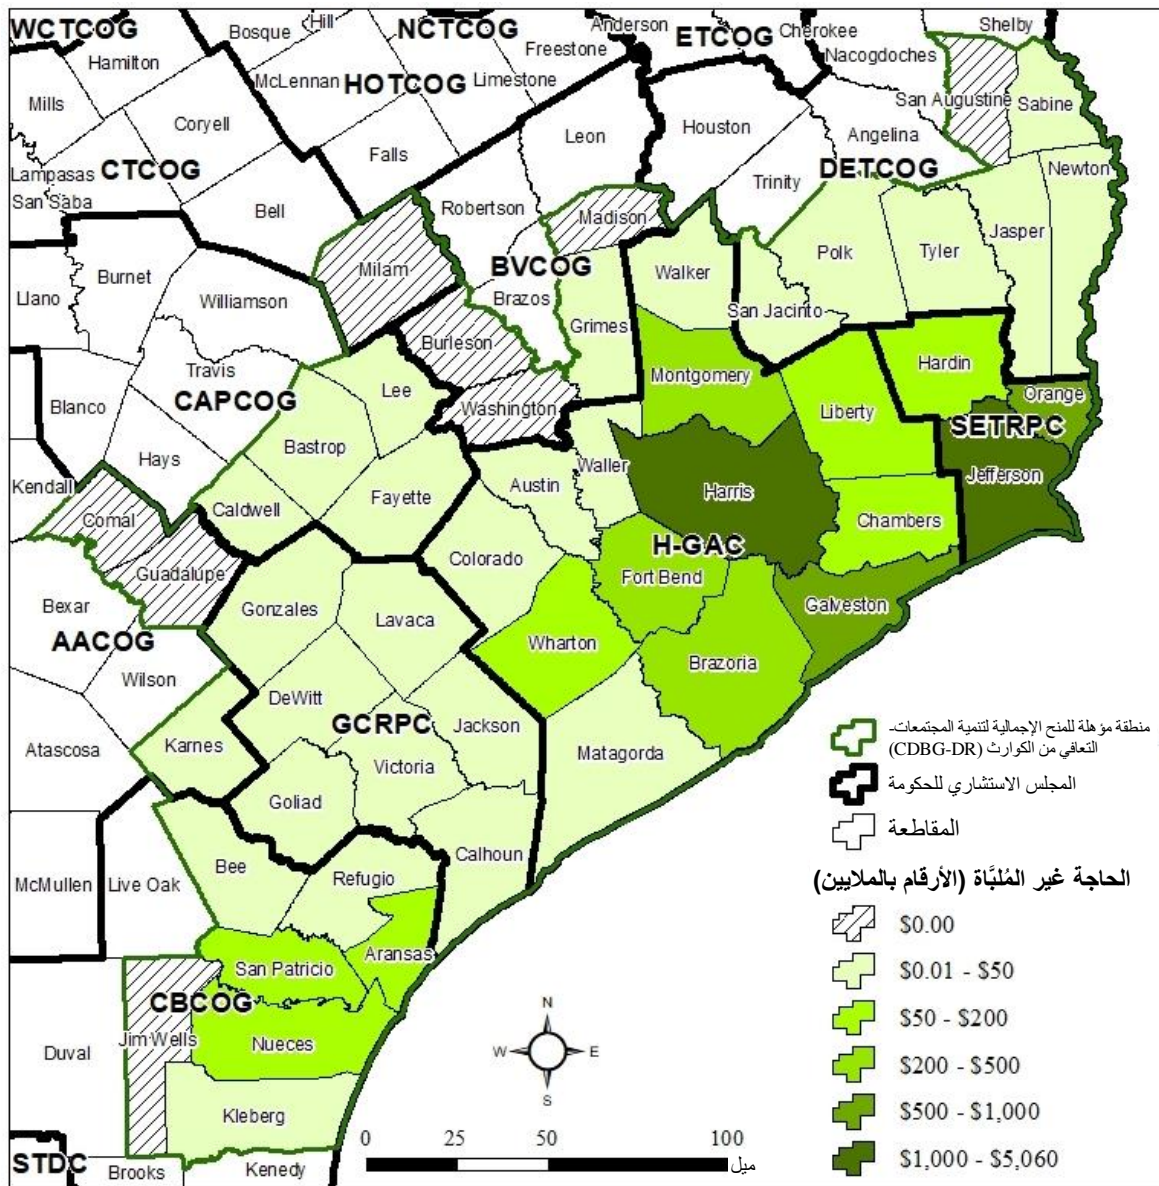 WCTCOG
Hill
Bosque
NCTCOG
Anderson
Cherokee
Shelby
Hamilton
Freestone
ETCOG
Nacogdoches
McLennan
HOTCOG
Limestone
Mills
San Augustine
Sabine
Coryell
Leon
Houston
Angelina
Lampasas
CTCOG
Falls
DETCOG
Newton
San Saba
Bell
Robertson
Trinity
Madison
Jasper
Burnet
Milam
BVCOG
Walker
Polk
Tyler
Llano
Williamson
Brazos
San Jacinto
Grimes
Burleson
Hardin
Travis
Montgomery
Lee
Orange
Blanco
CAPCOG
Washington
Liberty
SETRPC
Bastrop
Hays
Waller
Jefferson
Kendall
Austin
Harris
Caldwell
Fayette
Comal
Chambers
H-GAC
Colorado
Guadalupe
Fort Bend
Bexar
Gonzales
Galveston
Lavaca
AACOG
Wharton
Brazoria
Wilson
DeWitt
GCRPC
Jackson
Atascosa
Karnes
Matagorda
Victoria
Goliad
Calhoun
Bee
Refugio
McMullen
Live Oak
Aransas
San Patricio
CBCOG
Jim Wells
Nueces
Duval
Kleberg
STDC
Brooks
Kenedy
منطقة مؤهلة للمنح الإجمالية لتنمية المجتمعات-
التعافي من الكوارث (CDBG-DR)
المجلس الاستشاري للحكومة
المقاطعة
الحاجة غير المُلبَّاة (الأرقام بالملايين)
$0.00
$0.01 - $50
$50 - $200
$200 - $500
$500 - $1,000
$1,000 - $5,060
N
W E
S
0 25 50 100
ميل